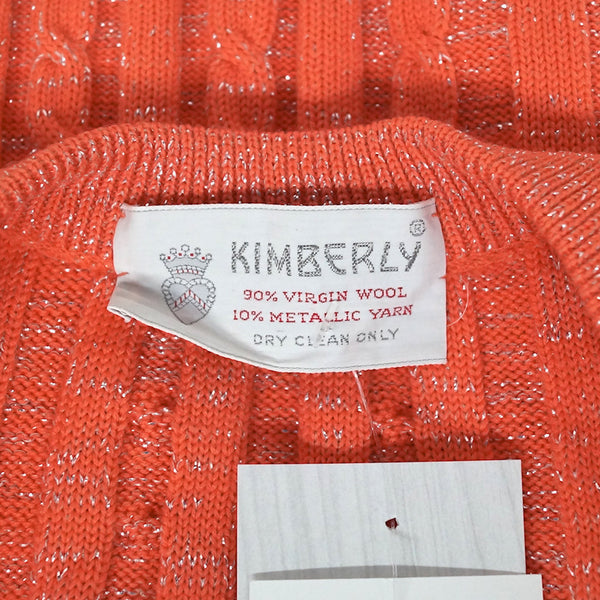 KIMBERLY®
90% VIRGIN WOOL
10% METALLIC YARN
DRY CLEAN ONLY